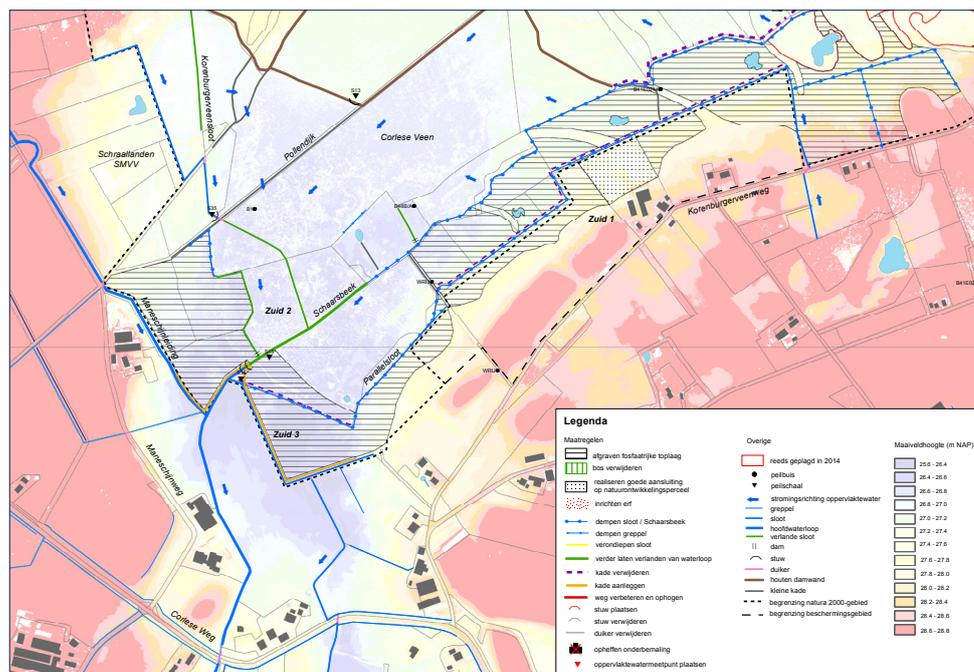 Korenburgerveensloot
S13
Schraallanden
SMVV
Pollendijk
Corlese Veen
S35
Zuid 1
Korenburgerveenweg
Maneschijnleiding
Zuid 2
Schaarsbeek
Parallelsloot
Zuid 3
Maneschijnweg
Corlese Weg
Legenda
Maatregelen
afgraven fosfaatrijke toplaag
bos verwijderen
realiseren goede aansluiting
op natuurontwikkelingsperceel
inrichten erf
dempen sloot / Schaarsbeek
dempen greppel
verondiepen sloot
verder laten verlanden van waterloop
kade verwijderen
kade aanleggen
weg verbeteren en ophogen
stuw plaatsen
stuw verwijderen
duiker verwijderen
opheffen onderbemaling
oppervlaktewatermeetpunt plaatsen
Overige
reeds geplagd in 2014
peilbuis
peilschaal
stromingsrichting oppervlaktewater
greppel
sloot
hoofdwaterloop
verlande sloot
dam
stuw
duiker
houten damwand
kleine kade
begrenzing natura 2000-gebied
begrenzing beschermingsgebied
Maaiveldhoogte (m NAP)
25.6 - 26.4
26.4 - 26.6
26.6 - 26.8
26.8 - 27.0
27.0 - 27.2
27.2 - 27.4
27.4 - 27.6
27.6 - 27.8
27.8 - 28.0
28.0 - 28.2
28.2- 28.4
28.4 - 28.6
28.6 - 28.8